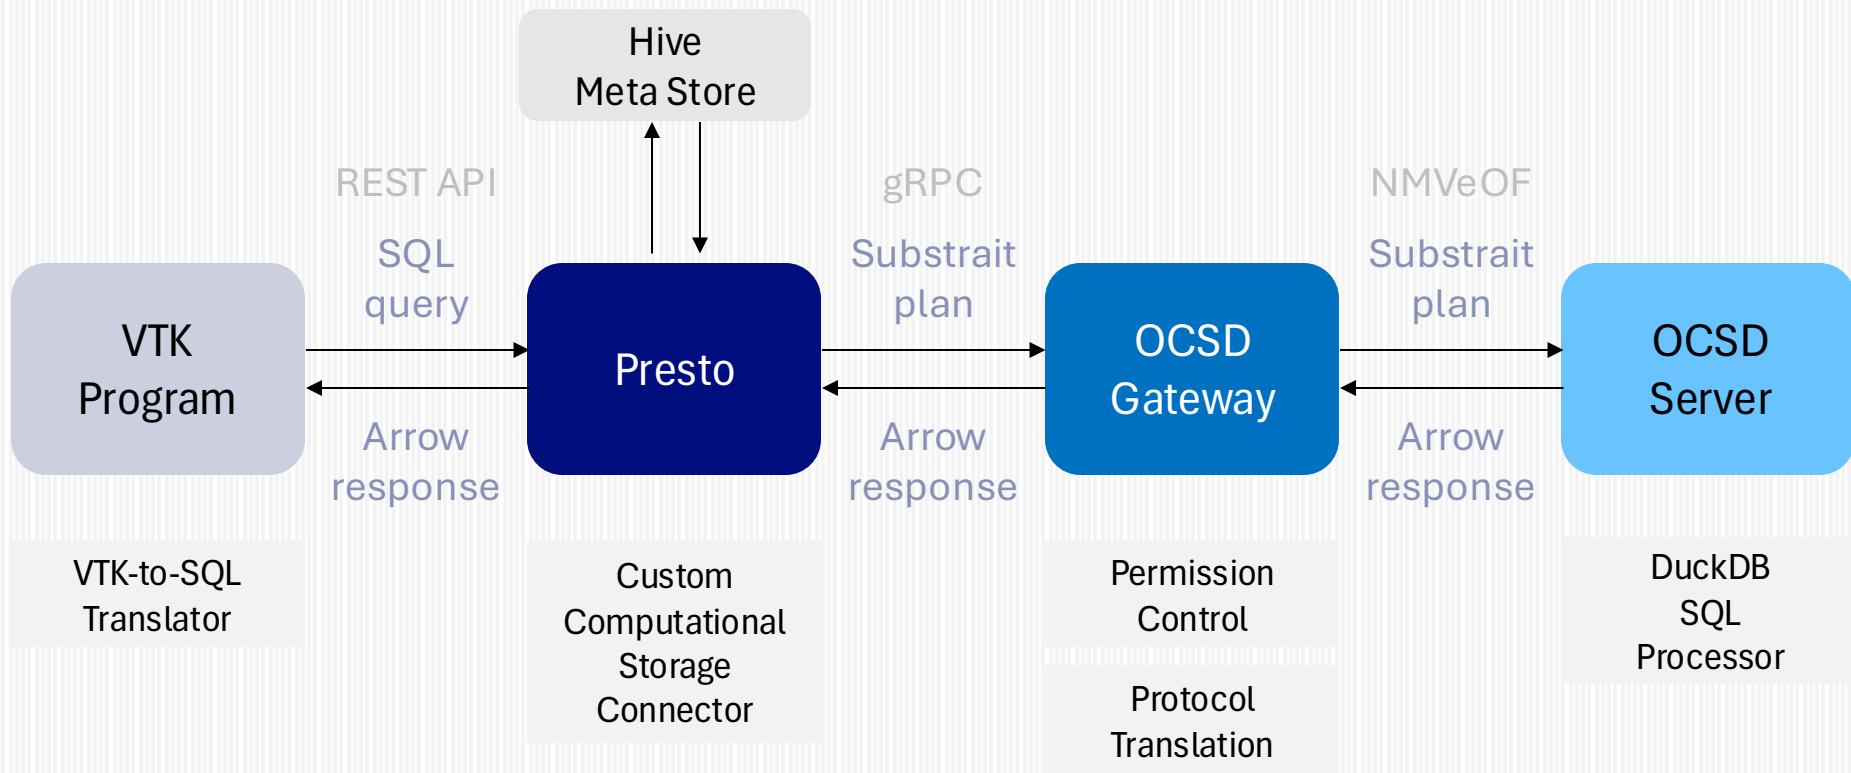 Hive
Meta Store
REST API
gRPC
NMVeOF
SQL
query
Substrait
plan
Substrait
plan
VTK
Program
Presto
OCSD
Gateway
OCSD
Server
Arrow
response
Arrow
response
Arrow
response
VTK-to-SQL
Translator
Custom
Computational
Storage
Connector
Permission
Control
Protocol
Translation
DuckDB
SQL
Processor